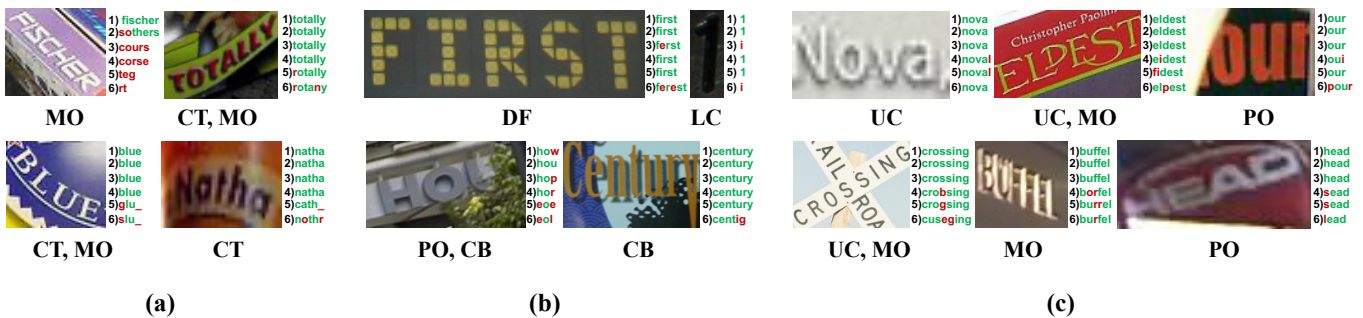 FISCHER
1) fischer
2)sothers
3)cours
4)corse
5)teg
6)rt
MO
TOTALLY
1)totally
2)totally
3)totally
4)totally
5)rotally
6)rotany
CT, MO
FIRST
1)first
2)first
3)ferst
4)first
5)first
6)ferest
DF
1
1) 1
2) 1
3) i
4) 1
5) 1
6) i
LC
Nova,
1)nova
2)nova
3)nova
4)noval
5)noval
6)nova
UC
Christopher Paolini
ELDEST
1)eldest
2)eldest
3)eldest
4)eidest
5)fidest
6)elpest
UC, MO
our
1)our
2)our
3)our
4)oui
5)our
6)pour
PO
BLUE
1)blue
2)blue
3)blue
4)blue
5)glu_
6)slu_
CT, MO
Natha
1)natha
2)natha
3)natha
4)natha
5)cath_
6)nothr
CT
HOU
1)how
2)hou
3)hop
4)hor
5)eoe
6)eol
PO, CB
Century
1)century
2)century
3)century
4)century
5)century
6)centig
CB
CROSSING
RAILROA
1)crossing
2)crossing
3)crossing
4)crobsing
5)crogsing
6)cuseging
UC, MO
BUFFEL
1)buffel
2)buffel
3)buffel
4)borfel
5)burrel
6)burfel
MO
HEAD
1)head
2)head
3)head
4)sead
5)sead
6)lead
PO
(a)
(b)
(c)